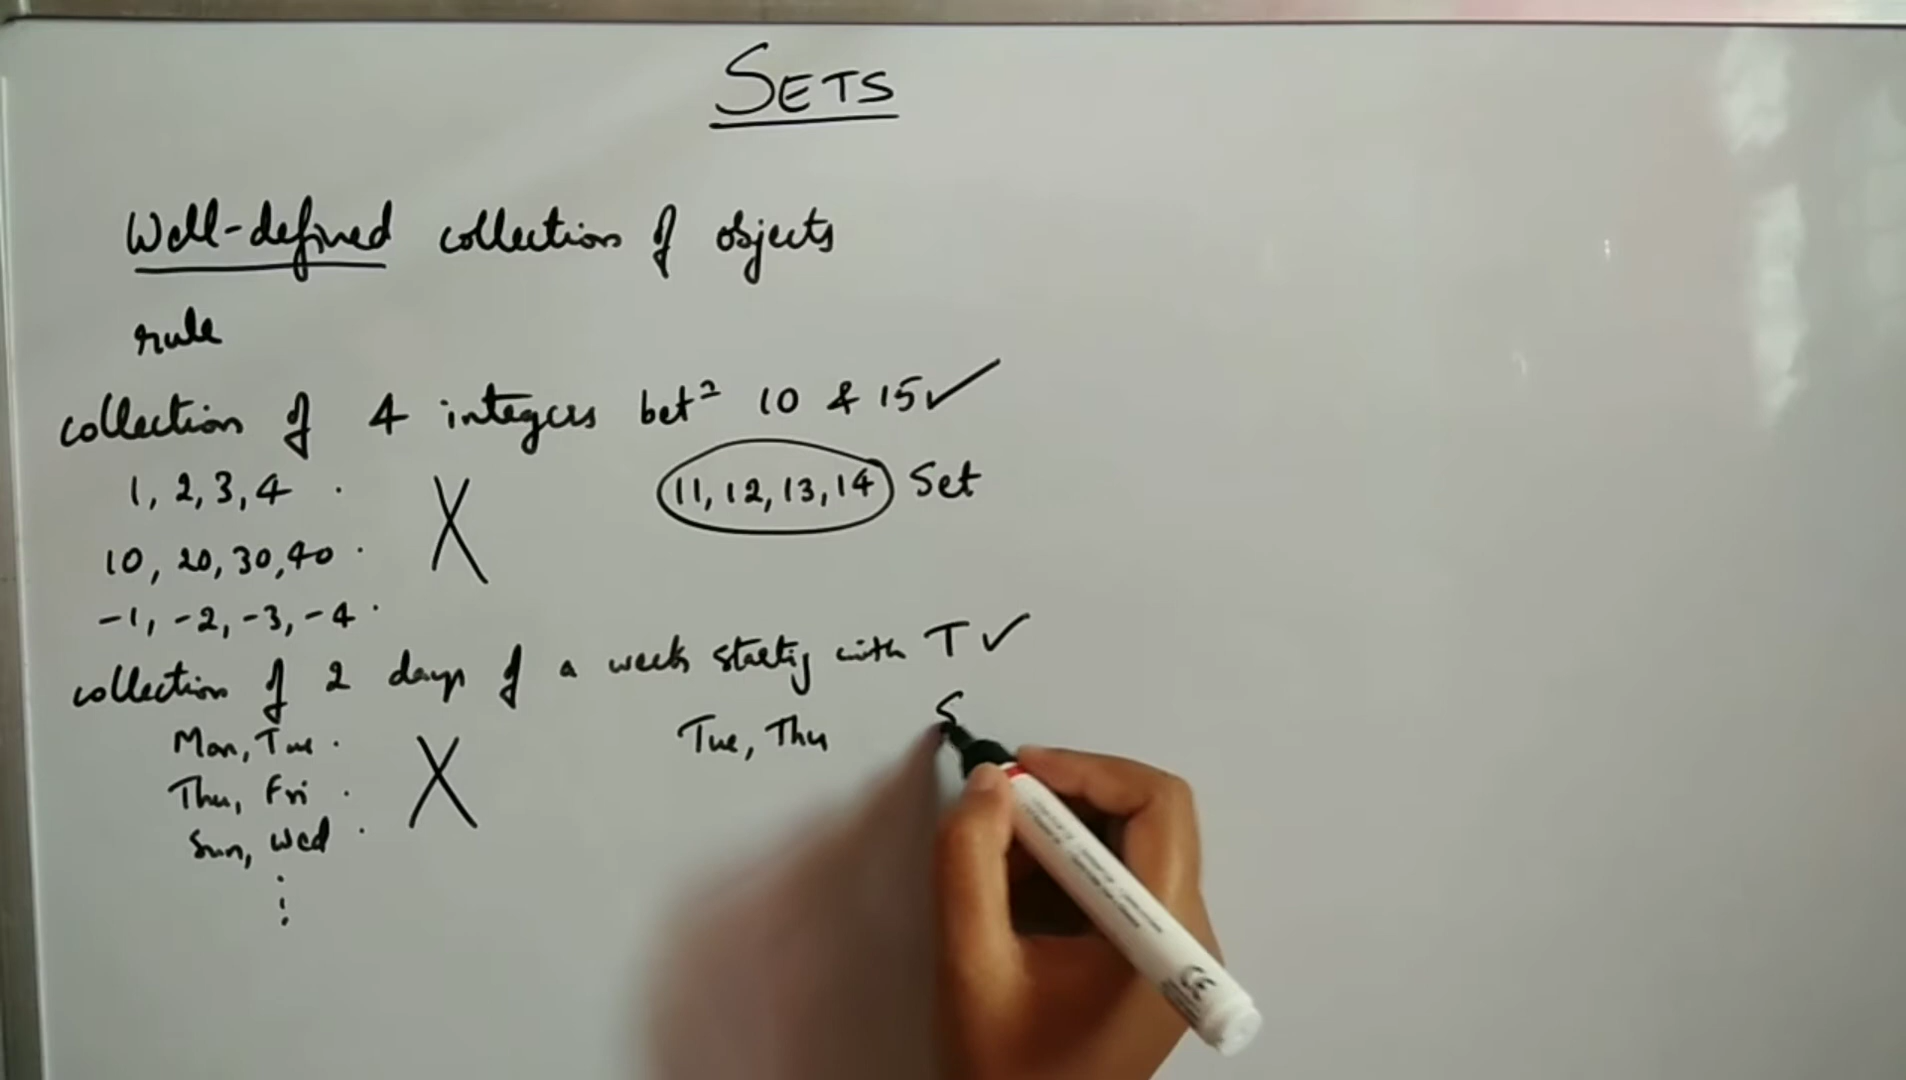 SETS
Well-defined collection of objects
rule
collection of 4 integers betⁿ 10 & 15 ✓
1, 2, 3, 4 .
11, 12, 13, 14 Set
10, 20, 30, 40 .
-1, -2, -3, -4 .
collection of 2 days of a week starting with T ✓
Mon, Tue .
Tue, Thu S
Thu, Fri .
Sun, Wed .
CE